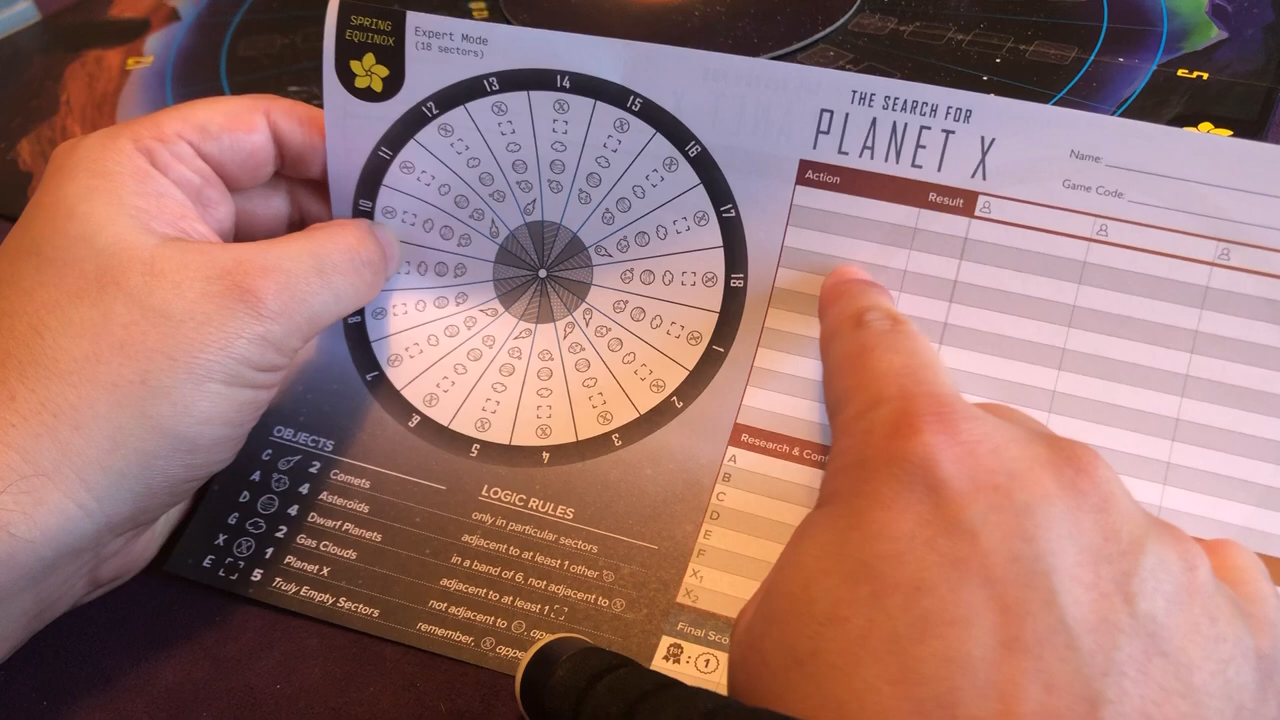 SPRING
EQUINOX
Expert Mode
(18 sectors)
13
14
15
12
16
11
17
10
18
8
1
7
2
6
3
5
4
THE SEARCH FOR
PLANET X
Name:
Game Code:
Action
Result
Research & Con
A
B
C
D
E
F
X1
X2
Final Sco
1st : 1
OBJECTS
C 2 Comets
A 4 Asteroids
D 4 Dwarf Planets
G 2 Gas Clouds
X 1 Planet X
E 5 Truly Empty Sectors
LOGIC RULES
only in particular sectors
adjacent to at least 1 other
in a band of 6, not adjacent to
adjacent to at least 1
not adjacent to
remember, appe
5